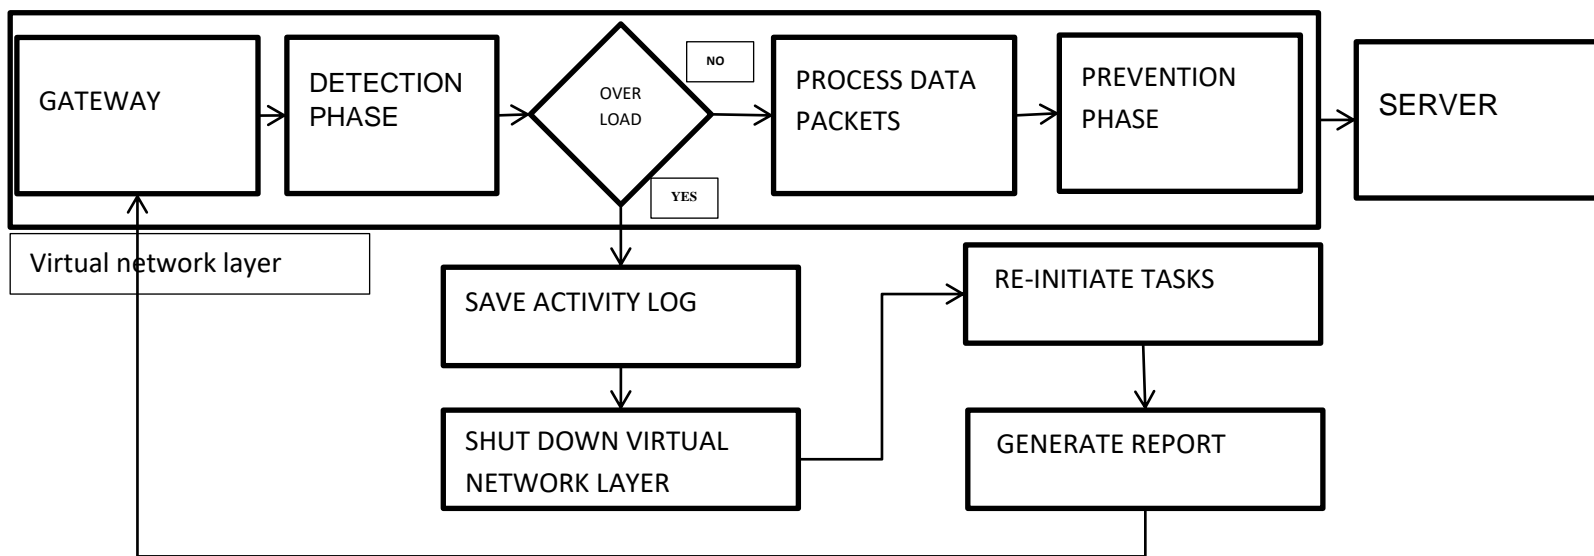 GATEWAY
DETECTION
PHASE
OVER
LOAD
NO
YES
PROCESS DATA
PACKETS
PREVENTION
PHASE
SERVER
Virtual network layer
SAVE ACTIVITY LOG
SHUT DOWN VIRTUAL
NETWORK LAYER
RE-INITIATE TASKS
GENERATE REPORT